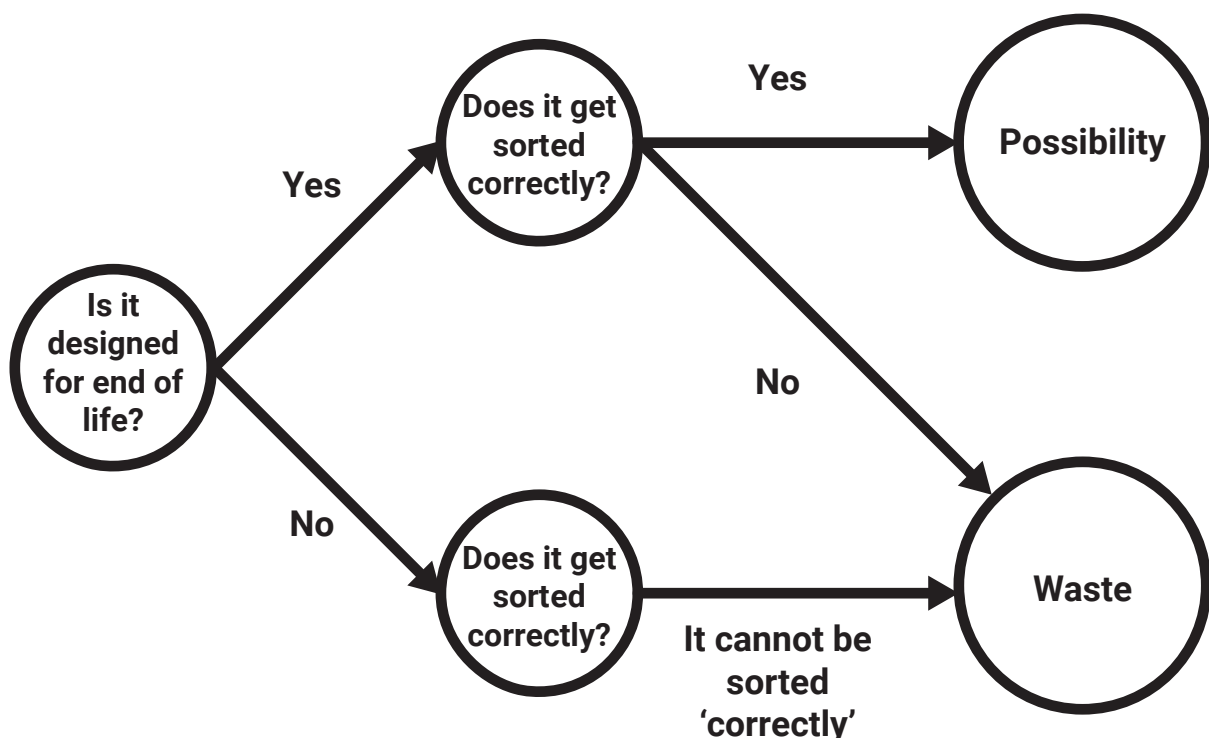 Is it
designed
for end of
life?
Yes
No
Does it get
sorted
correctly?
Yes
No
Possibility
Does it get
sorted
correctly?
It cannot be
sorted
‘correctly’
Waste